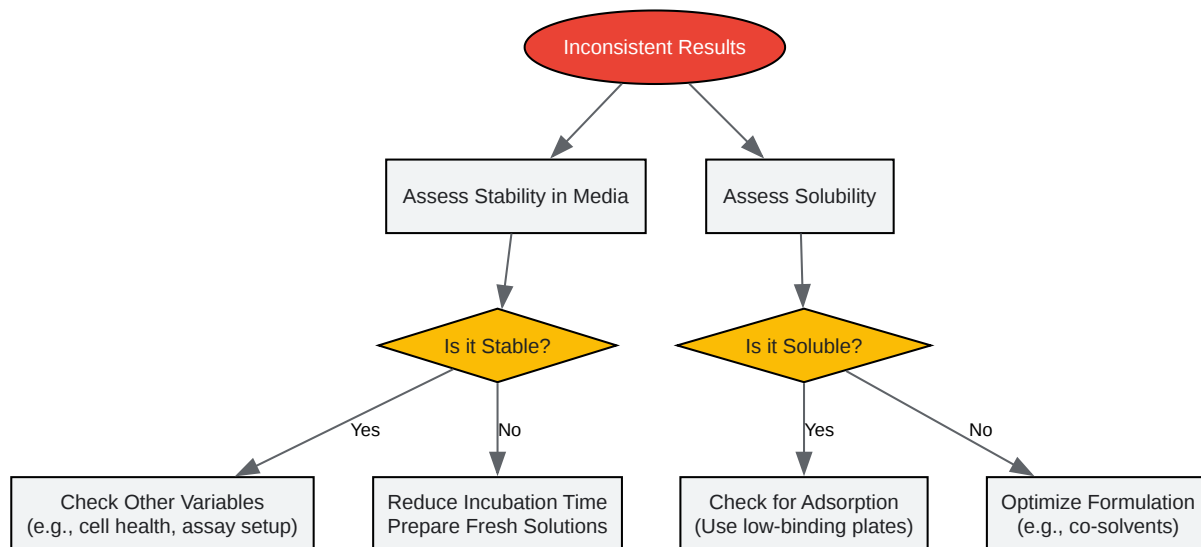 Inconsistent Results
Assess Stability in Media
Assess Solubility
Is it Stable?
Is it Soluble?
Yes
No
Yes
No
Check Other Variables
(e.g., cell health, assay setup)
Reduce Incubation Time
Prepare Fresh Solutions
Check for Adsorption
(Use low-binding plates)
Optimize Formulation
(e.g., co-solvents)